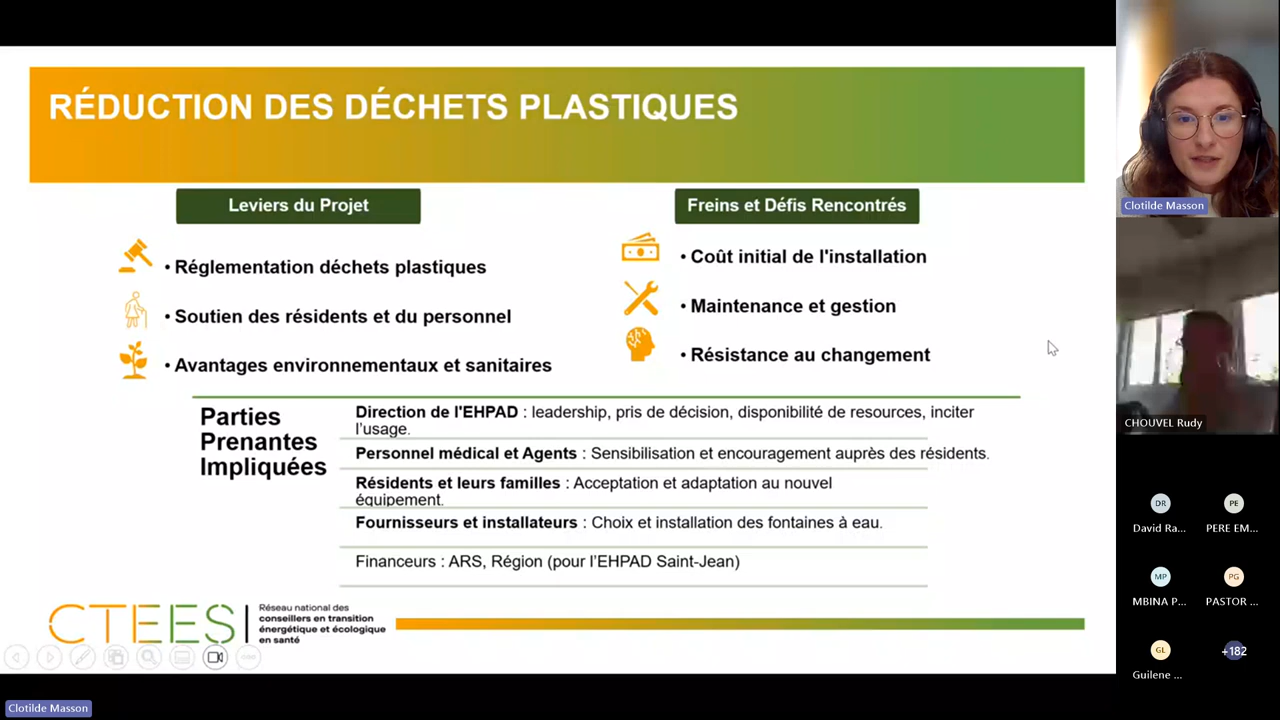 RÉDUCTION DES DÉCHETS PLASTIQUES
Leviers du Projet
• Réglementation déchets plastiques
• Soutien des résidents et du personnel
• Avantages environnementaux et sanitaires
Freins et Défis Rencontrés
• Coût initial de l'installation
• Maintenance et gestion
• Résistance au changement
Parties
Prenantes
Impliquées
Direction de l'EHPAD : leadership, pris de décision, disponibilité de resources, inciter
l’usage.
Personnel médical et Agents : Sensibilisation et encouragement auprès des résidents.
Résidents et leurs familles : Acceptation et adaptation au nouvel
équipement.
Fournisseurs et installateurs : Choix et installation des fontaines à eau.
Financeurs : ARS, Région (pour l’EHPAD Saint-Jean)
CTEES
Réseau national des
conseillers en transition
énergétique et écologique
en santé
Clotilde Masson
Clotilde Masson
CHOUVEL Rudy
DR
David Ra...
PE
PERE EM...
MP
MBINA P...
PG
PASTOR ...
GL
Guilene ...
+182